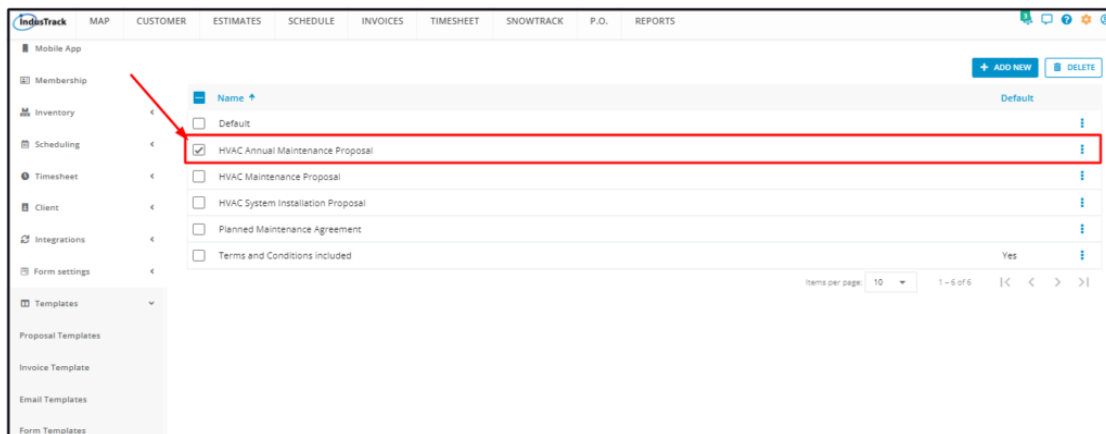 IndusTrack MAP CUSTOMER ESTIMATES SCHEDULE INVOICES TIMESHEET SNOWTRACK P.O. REPORTS 3
Mobile App
Membership
Inventory
Scheduling
Timesheet
Client
Integrations
Form settings
Templates
Proposal Templates
Invoice Template
Email Templates
Form Templates
+ ADD NEW DELETE
Name Default
Default
HVAC Annual Maintenance Proposal
HVAC Maintenance Proposal
HVAC System Installation Proposal
Planned Maintenance Agreement
Terms and Conditions included Yes
Items per page: 10 1 – 6 of 6